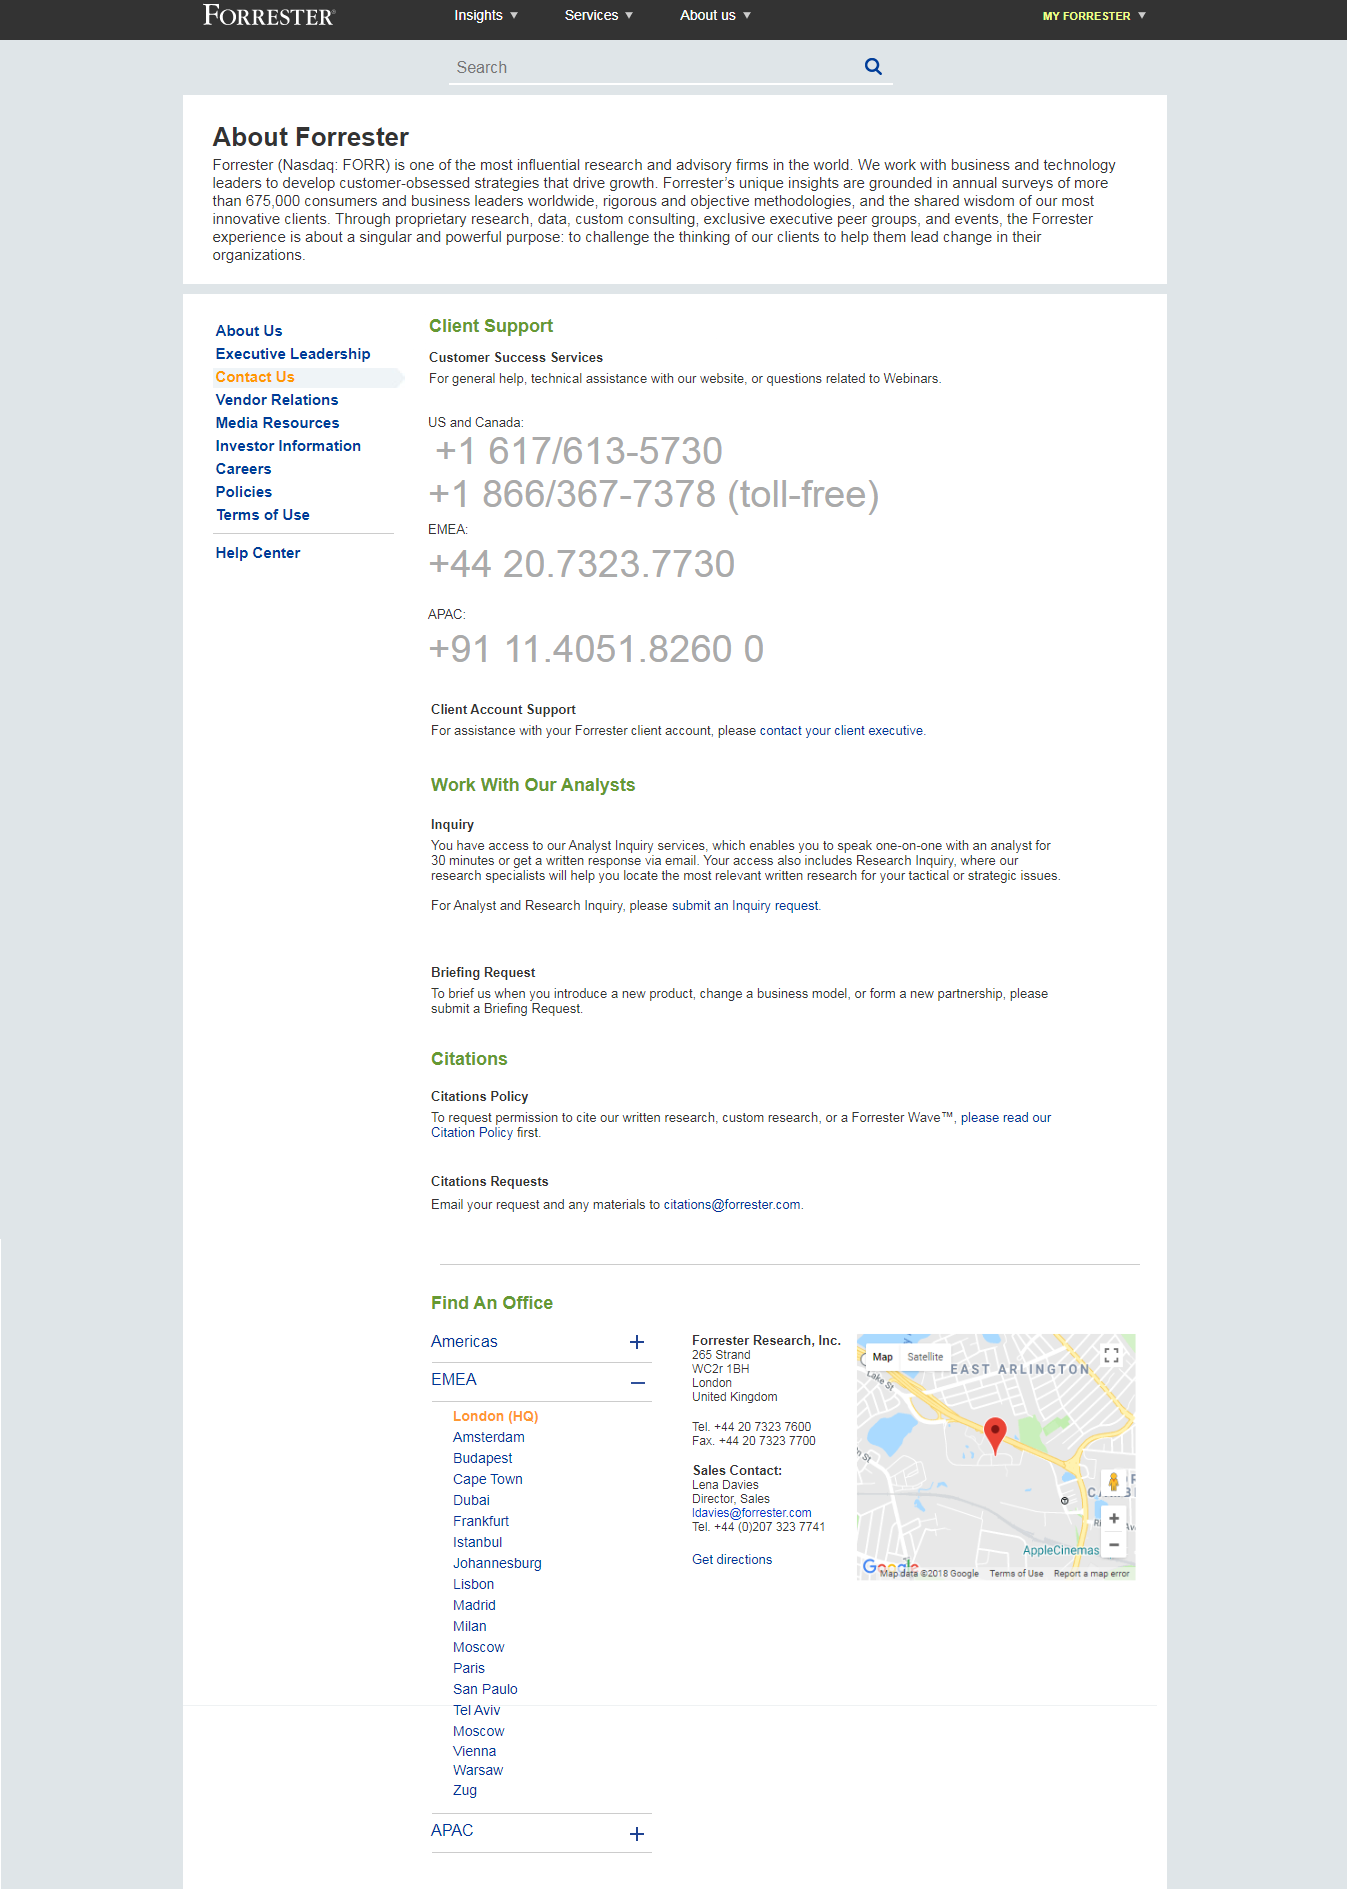 FORRESTER®
Insights ▼ Services ▼ About us ▼ MY FORRESTER ▼
Search
About Forrester
Forrester (Nasdaq: FORR) is one of the most influential research and advisory firms in the world. We work with business and technology
leaders to develop customer-obsessed strategies that drive growth. Forrester's unique insights are grounded in annual surveys of more
than 675,000 consumers and business leaders worldwide, rigorous and objective methodologies, and the shared wisdom of our most
innovative clients. Through proprietary research, data, custom consulting, exclusive executive peer groups, and events, the Forrester
experience is about a singular and powerful purpose: to challenge the thinking of our clients to help them lead change in their
organizations.
About Us
Executive Leadership
Contact Us
Vendor Relations
Media Resources
Investor Information
Careers
Policies
Terms of Use
Help Center
Client Support
Customer Success Services
For general help, technical assistance with our website, or questions related to Webinars.
US and Canada:
+1 617/613-5730
+1 866/367-7378 (toll-free)
EMEA:
+44 20.7323.7730
APAC:
+91 11.4051.8260 0
Client Account Support
For assistance with your Forrester client account, please contact your client executive.
Work With Our Analysts
Inquiry
You have access to our Analyst Inquiry services, which enables you to speak one-on-one with an analyst for
30 minutes or get a written response via email. Your access also includes Research Inquiry, where our
research specialists will help you locate the most relevant written research for your tactical or strategic issues.
For Analyst and Research Inquiry, please submit an Inquiry request.
Briefing Request
To brief us when you introduce a new product, change a business model, or form a new partnership, please
submit a Briefing Request.
Citations
Citations Policy
To request permission to cite our written research, custom research, or a Forrester Wave™, please read our
Citation Policy first.
Citations Requests
Email your request and any materials to citations@forrester.com.
Find An Office
Americas +
EMEA –
London (HQ)
Amsterdam
Budapest
Cape Town
Dubai
Frankfurt
Istanbul
Johannesburg
Lisbon
Madrid
Milan
Moscow
Paris
San Paulo
Tel Aviv
Moscow
Vienna
Warsaw
Zug
APAC +
Forrester Research, Inc.
265 Strand
WC2r 1BH
London
United Kingdom
Tel. +44 20 7323 7600
Fax. +44 20 7323 7700
Sales Contact:
Lena Davies
Director, Sales
ldavies@forrester.com
Tel. +44 (0)207 323 7741
Get directions
Map Satellite
EAST ARLINGTON
Lake St
AppleCinemas
Google
Map data ©2018 Google Terms of Use Report a map error